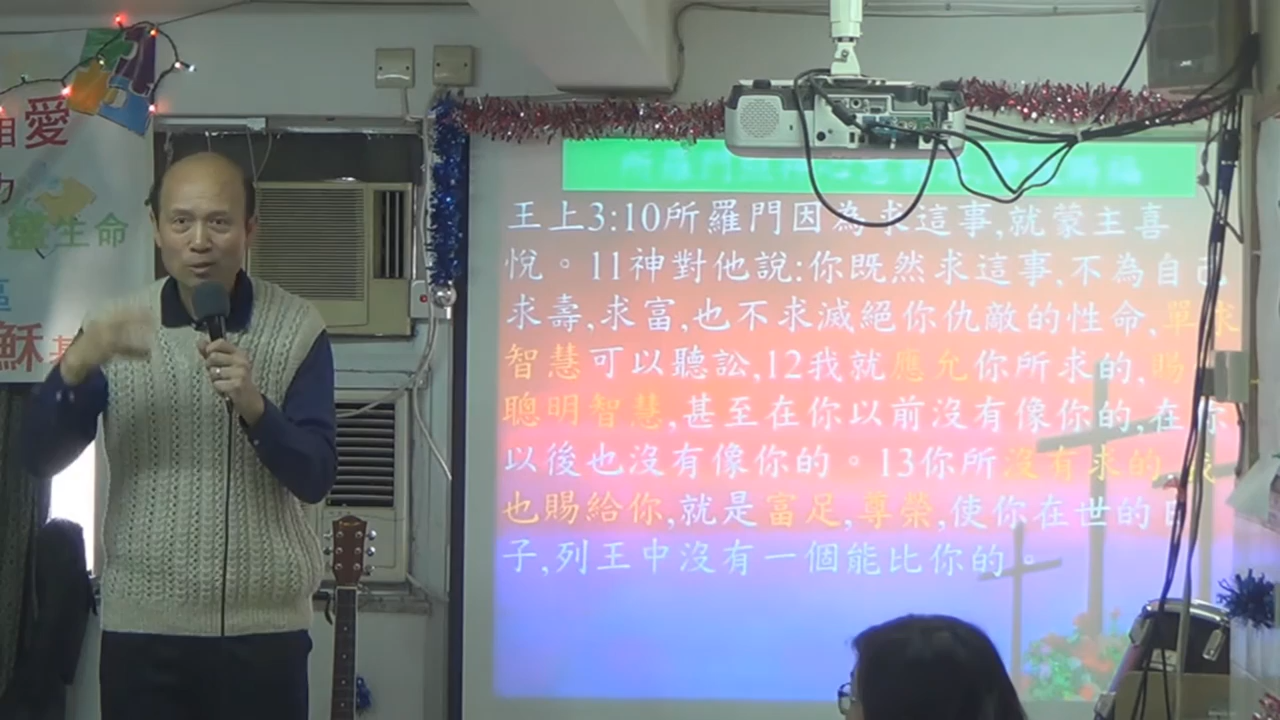 愛
力
生命
區
穌基
王上3:10所羅門因為求這事,就蒙主喜
悅。11神對他說:你既然求這事,不為自己
求壽,求富,也不求滅絕你仇敵的性命,單求
智慧可以聽訟,12我就應允你所求的,賜
聰明智慧,甚至在你以前沒有像你的,在你
以後也沒有像你的。13你所沒有求的,我
也賜給你,就是富足,尊榮,使你在世的日
子,列王中沒有一個能比你的。